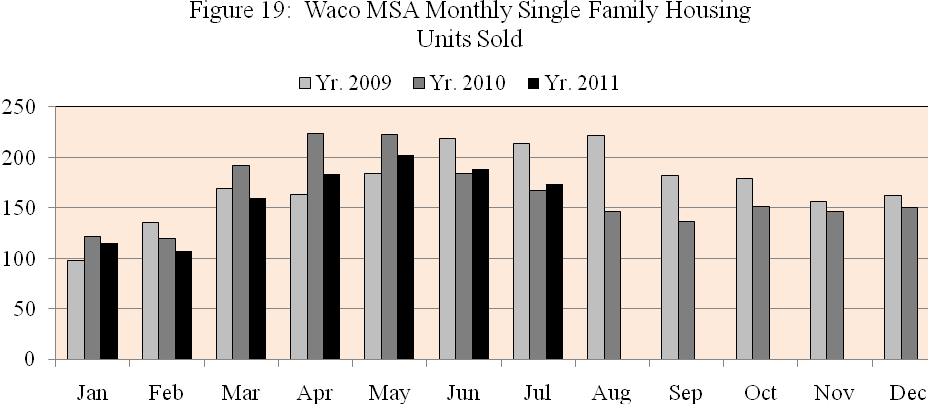 Figure 19: Waco MSA Monthly Single Family Housing
Units Sold
Yr. 2009 Yr. 2010 Yr. 2011
250
200
150
100
50
0
Jan Feb Mar Apr May Jun Jul Aug Sep Oct Nov Dec